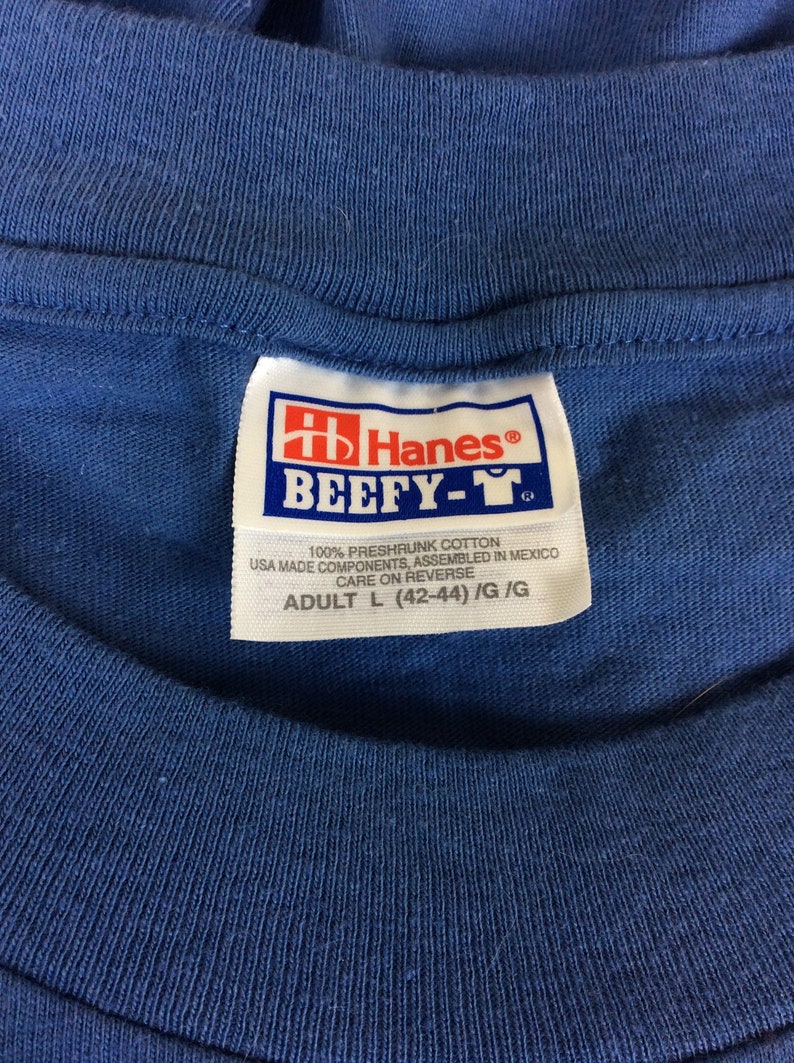 Hanes®
BEEFY-®
100% PRESHRUNK COTTON
USA MADE COMPONENTS, ASSEMBLED IN MEXICO
CARE ON REVERSE
ADULT L (42-44) /G /G